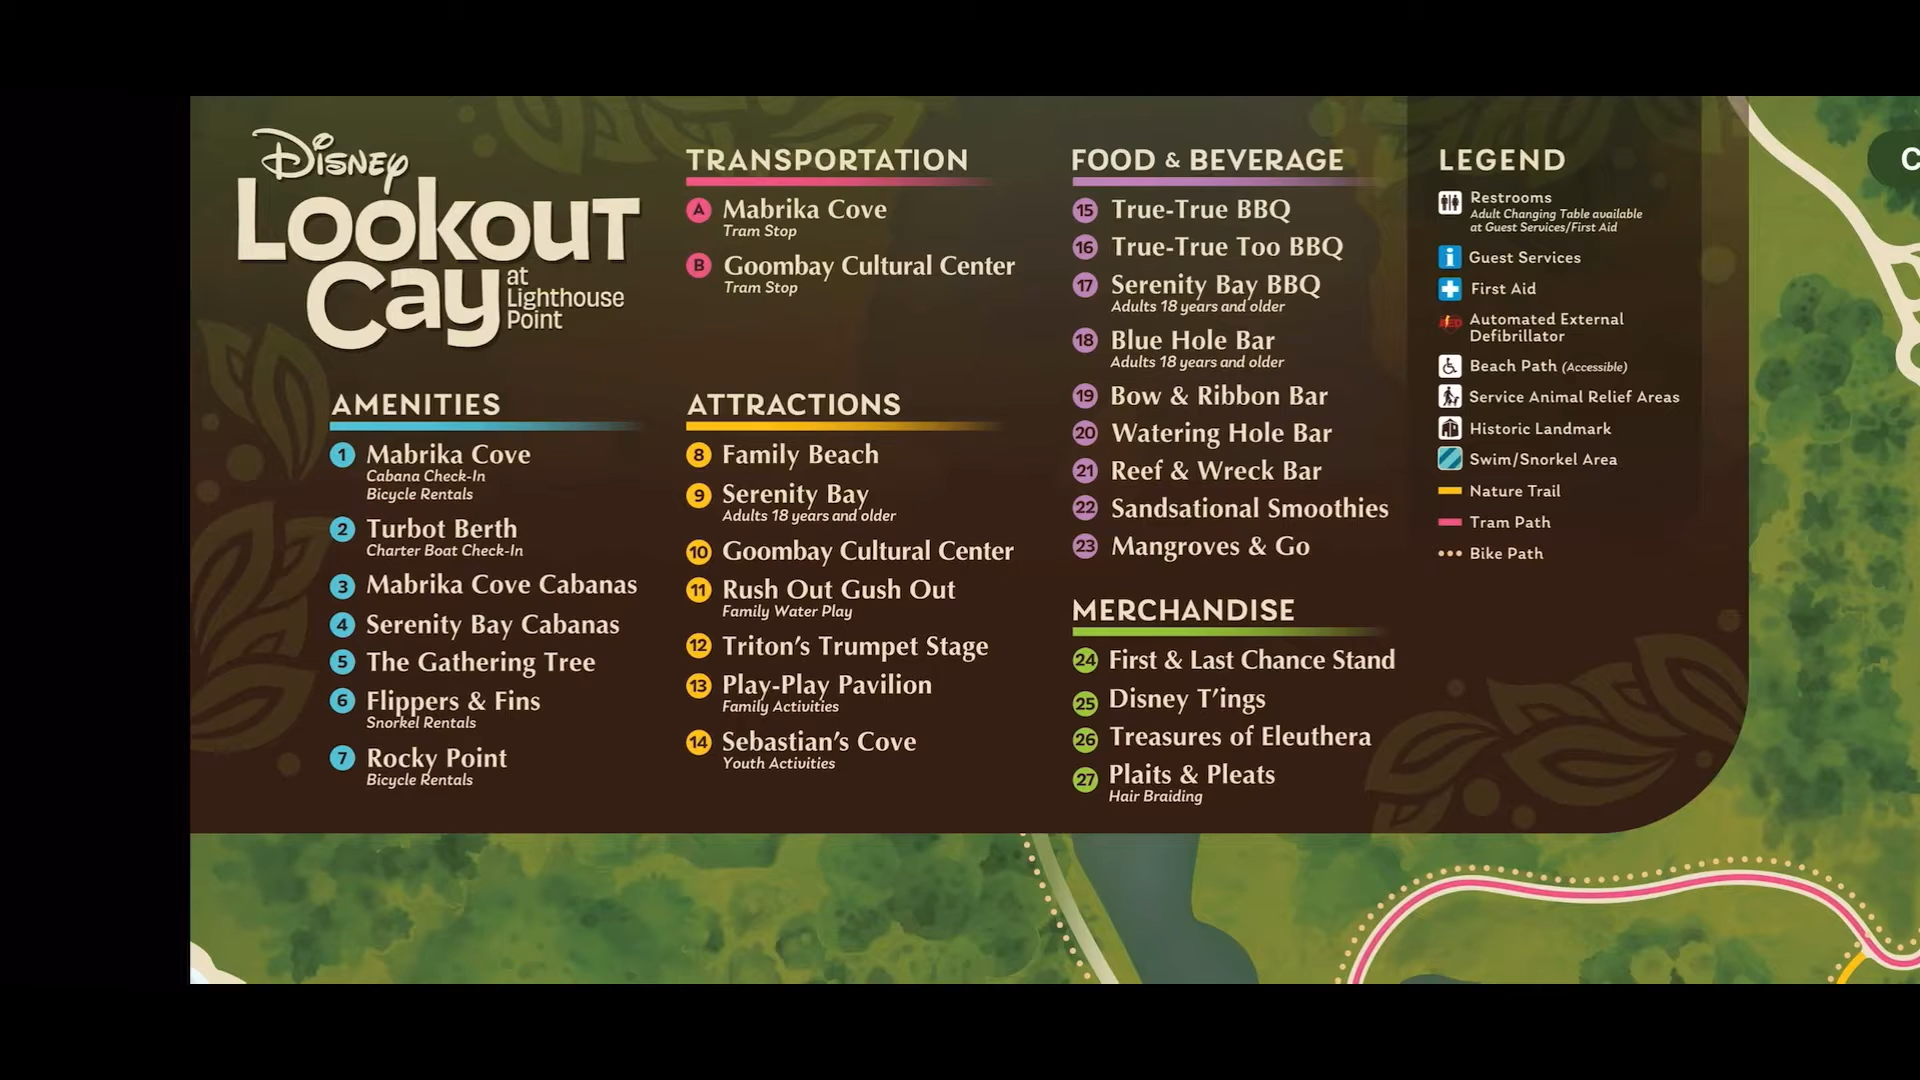 Disney
Lookout
Cay
at
Lighthouse
Point
AMENITIES
1 Mabrika Cove
Cabana Check-In
Bicycle Rentals
2 Turbot Berth
Charter Boat Check-In
3 Mabrika Cove Cabanas
4 Serenity Bay Cabanas
5 The Gathering Tree
6 Flippers & Fins
Snorkel Rentals
7 Rocky Point
Bicycle Rentals
TRANSPORTATION
A Mabrika Cove
Tram Stop
B Goombay Cultural Center
Tram Stop
ATTRACTIONS
8 Family Beach
9 Serenity Bay
Adults 18 years and older
10 Goombay Cultural Center
11 Rush Out Gush Out
Family Water Play
12 Triton's Trumpet Stage
13 Play-Play Pavilion
Family Activities
14 Sebastian's Cove
Youth Activities
FOOD & BEVERAGE
15 True-True BBQ
16 True-True Too BBQ
17 Serenity Bay BBQ
Adults 18 years and older
18 Blue Hole Bar
Adults 18 years and older
19 Bow & Ribbon Bar
20 Watering Hole Bar
21 Reef & Wreck Bar
22 Sandsational Smoothies
23 Mangroves & Go
MERCHANDISE
24 First & Last Chance Stand
25 Disney T'ings
26 Treasures of Eleuthera
27 Plaits & Pleats
Hair Braiding
LEGEND
Restrooms
Adult Changing Table available
at Guest Services/First Aid
i Guest Services
First Aid
AED Automated External
Defibrillator
Beach Path (Accessible)
Service Animal Relief Areas
Historic Landmark
Swim/Snorkel Area
Nature Trail
Tram Path
Bike Path
C